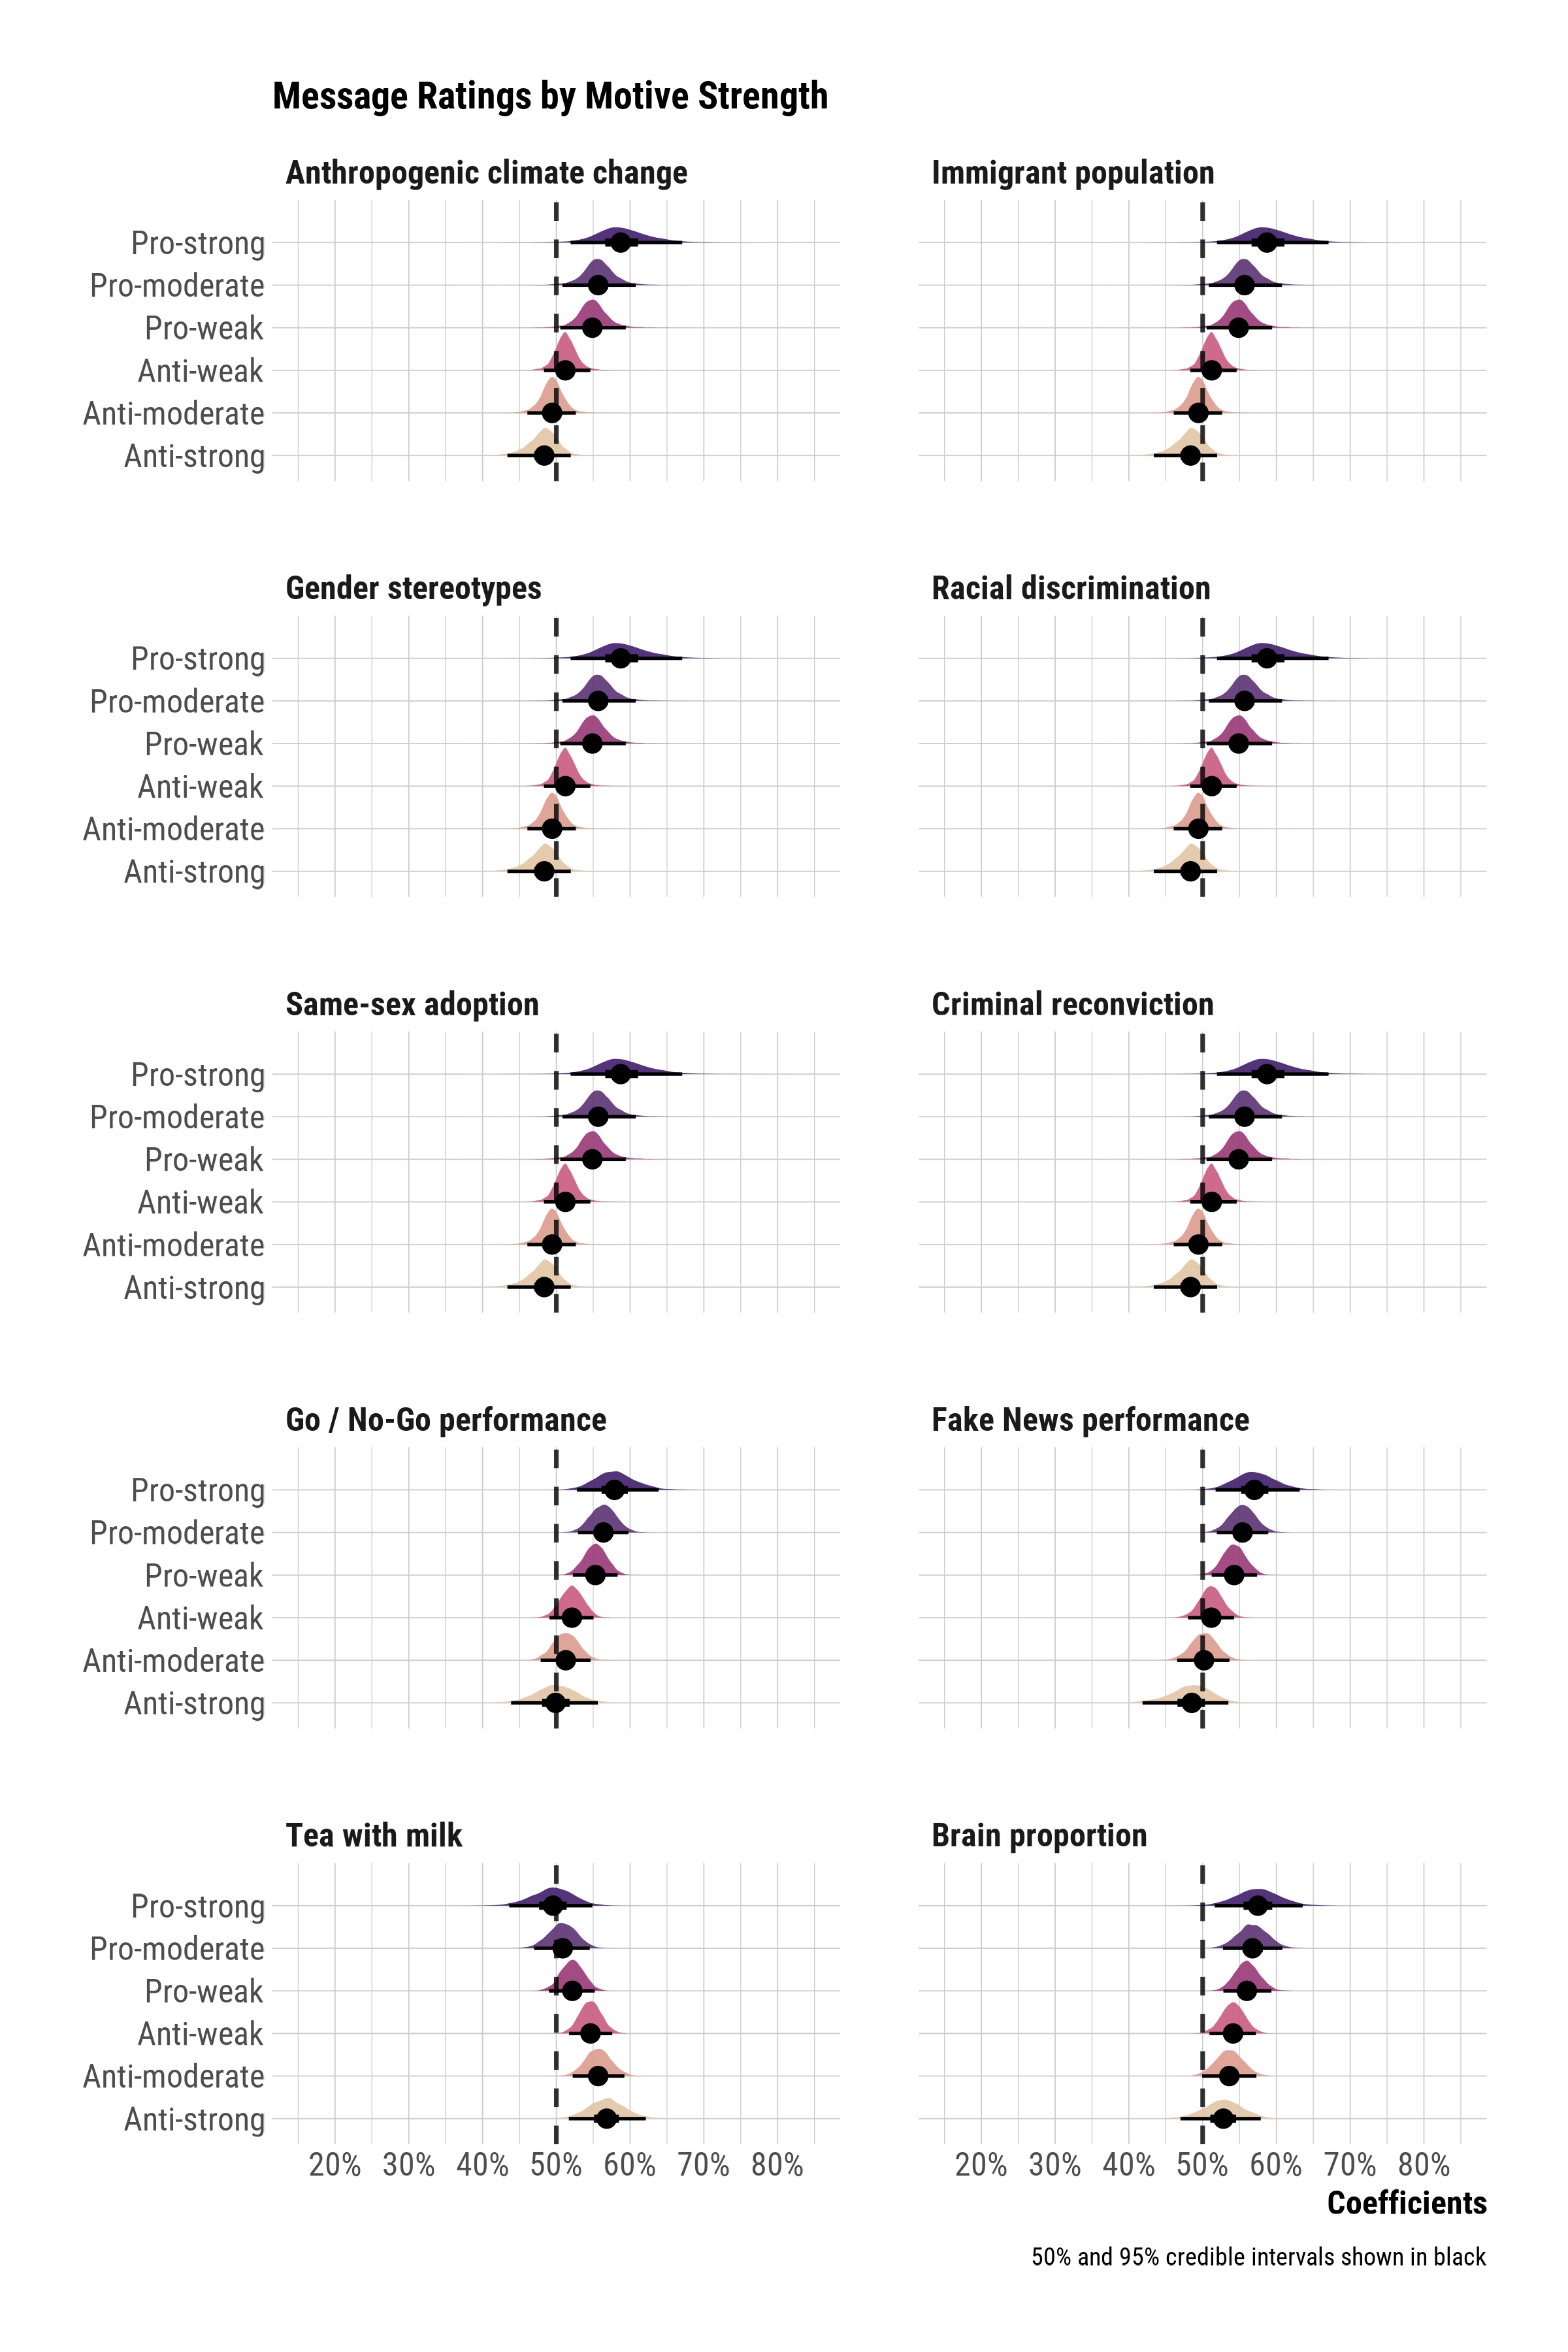 Message Ratings by Motive Strength
Anthropogenic climate change
Immigrant population
Pro-strong
Pro-moderate
Pro-weak
Anti-weak
Anti-moderate
Anti-strong
Gender stereotypes
Racial discrimination
Pro-strong
Pro-moderate
Pro-weak
Anti-weak
Anti-moderate
Anti-strong
Same-sex adoption
Criminal reconviction
Pro-strong
Pro-moderate
Pro-weak
Anti-weak
Anti-moderate
Anti-strong
Go / No-Go performance
Fake News performance
Pro-strong
Pro-moderate
Pro-weak
Anti-weak
Anti-moderate
Anti-strong
Tea with milk
Brain proportion
Pro-strong
Pro-moderate
Pro-weak
Anti-weak
Anti-moderate
Anti-strong
20% 30% 40% 50% 60% 70% 80%
20% 30% 40% 50% 60% 70% 80%
Coefficients
50% and 95% credible intervals shown in black